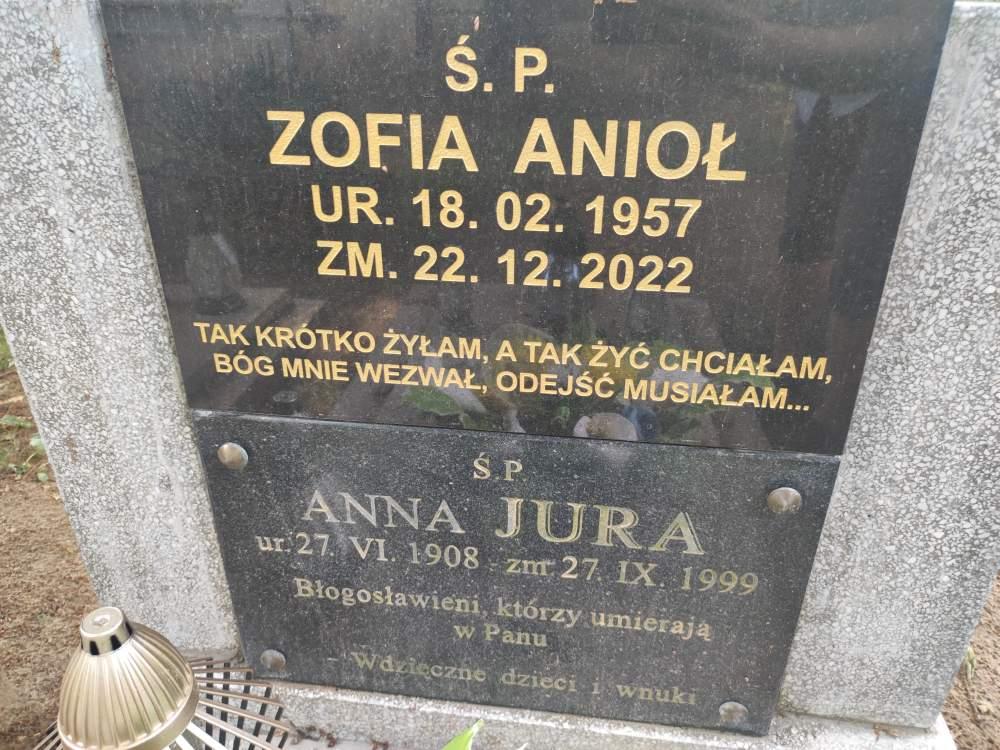 Ś. P.
ZOFIA ANIOŁ
UR. 18. 02. 1957
ZM. 22. 12. 2022
TAK KRÓTKO ŻYŁAM, A TAK ŻYĆ CHCIAŁAM,
BÓG MNIE WEZWAŁ, ODEJŚĆ MUSIAŁAM...
Ś.P.
ANNA JURA
ur. 27. VI. 1908 - zm. 27. IX. 1999
Błogosławieni, którzy umierają
w Panu
Wdzięczne dzieci i wnuki